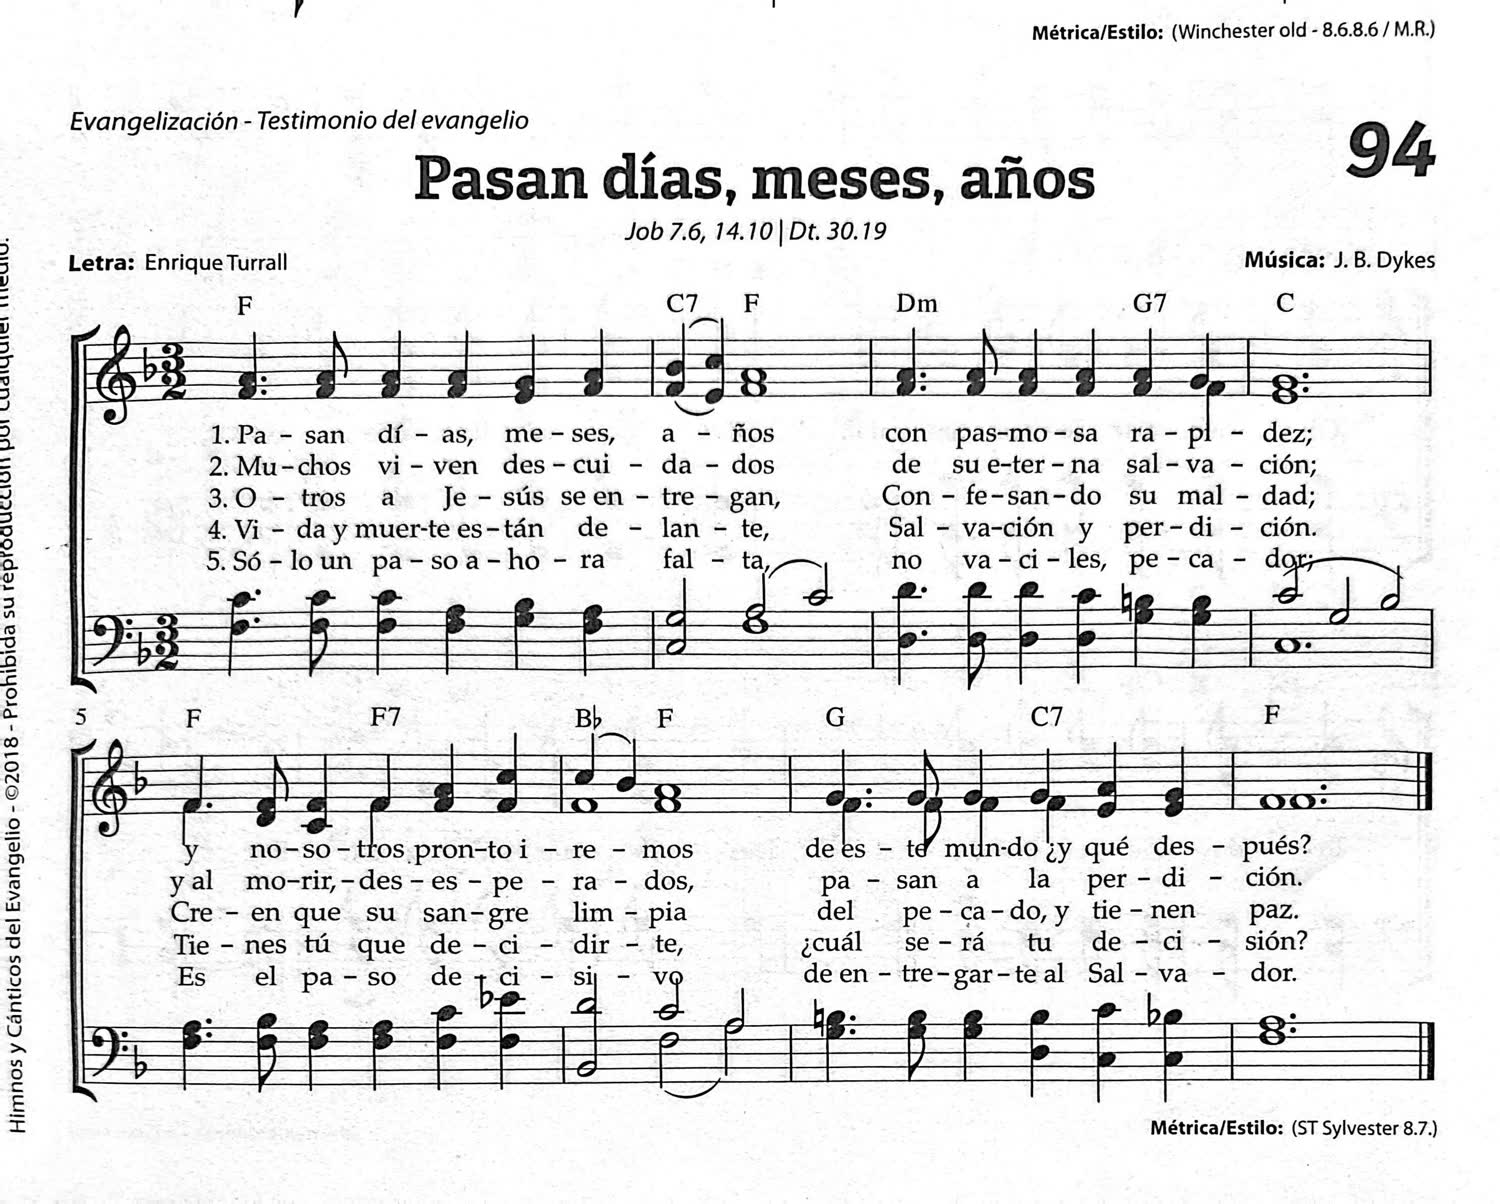 Métrica/Estilo: (Winchester old - 8.6.8.6 / M.R.)
Evangelización - Testimonio del evangelio
94
Pasan días, meses, años
Job 7.6, 14.10 | Dt. 30.19
Letra: Enrique Turrall
Música: J. B. Dykes
F C7 F Dm G7 C
1. Pa - san dí - as, me - ses, a - ños con pas-mo-sa ra - pi - dez;
2. Mu-chos vi - ven des - cui - da - dos de su e-ter-na sal - va - ción;
3. O - tros a Je - sús se en - tre - gan, Con - fe-san-do su mal - dad;
4. Vi - da y muer-te es-tán de - lan - te, Sal - va-ción y per - di - ción.
5. Só - lo un pa - so a - ho - ra fal - ta, no va - ci - les, pe - ca - dor;
5 F F7 B♭ F G C7 F
y no-so-tros pron-to i - re - mos de es - te mun-do ¿y qué des - pués?
y al mo-rir,-des - es - pe - ra - dos, pa - san a la per - di - ción.
Cre - en que su san-gre lim - pia del pe - ca-do, y tie - nen paz.
Tie - nes tú que de - ci - dir - te, ¿cuál se - rá tu de - ci - sión?
Es el pa - so de - ci - si - vo de en - tre-gar-te al Sal - va - dor.
Métrica/Estilo: (ST Sylvester 8.7.)
Himnos y Cánticos del Evangelio - ©2018 - Prohibida su reproducción por cualquier medio.